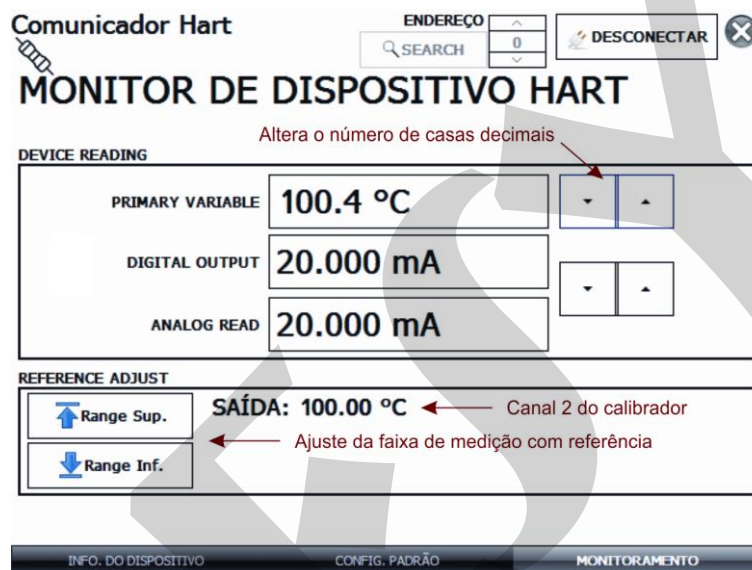 Comunicador Hart
ENDEREÇO
SEARCH
0
DESCONECTAR
MONITOR DE DISPOSITIVO HART
Altera o número de casas decimais
DEVICE READING
PRIMARY VARIABLE 100.4 ºC
DIGITAL OUTPUT 20.000 mA
ANALOG READ 20.000 mA
REFERENCE ADJUST
Range Sup. SAÍDA: 100.00 ºC Canal 2 do calibrador
Ajuste da faixa de medição com referência
Range Inf.
INFO. DO DISPOSITIVO CONFIG. PADRÃO MONITORAMENTO